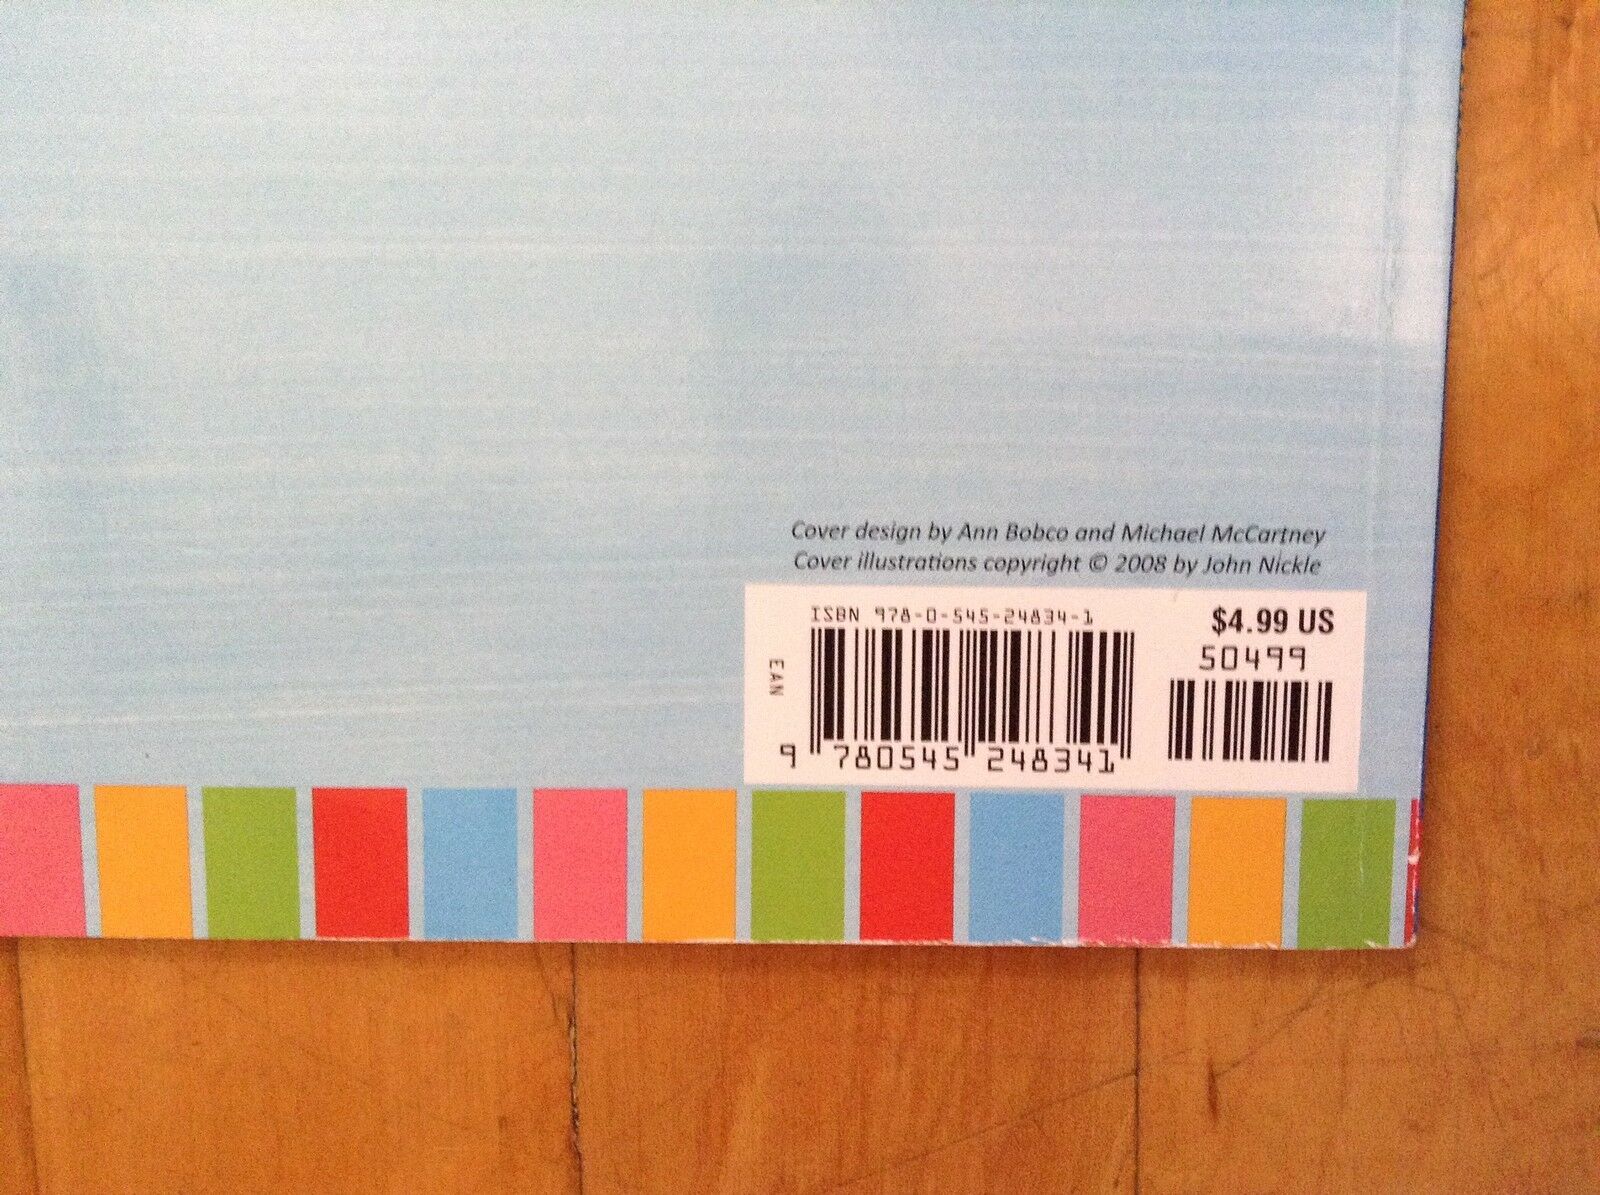 Cover design by Ann Bobco and Michael McCartney
Cover illustrations copyright © 2008 by John Nickle
ISBN 978-0-545-24834-1
$4.99 US
50499
EAN
9 780545 248341